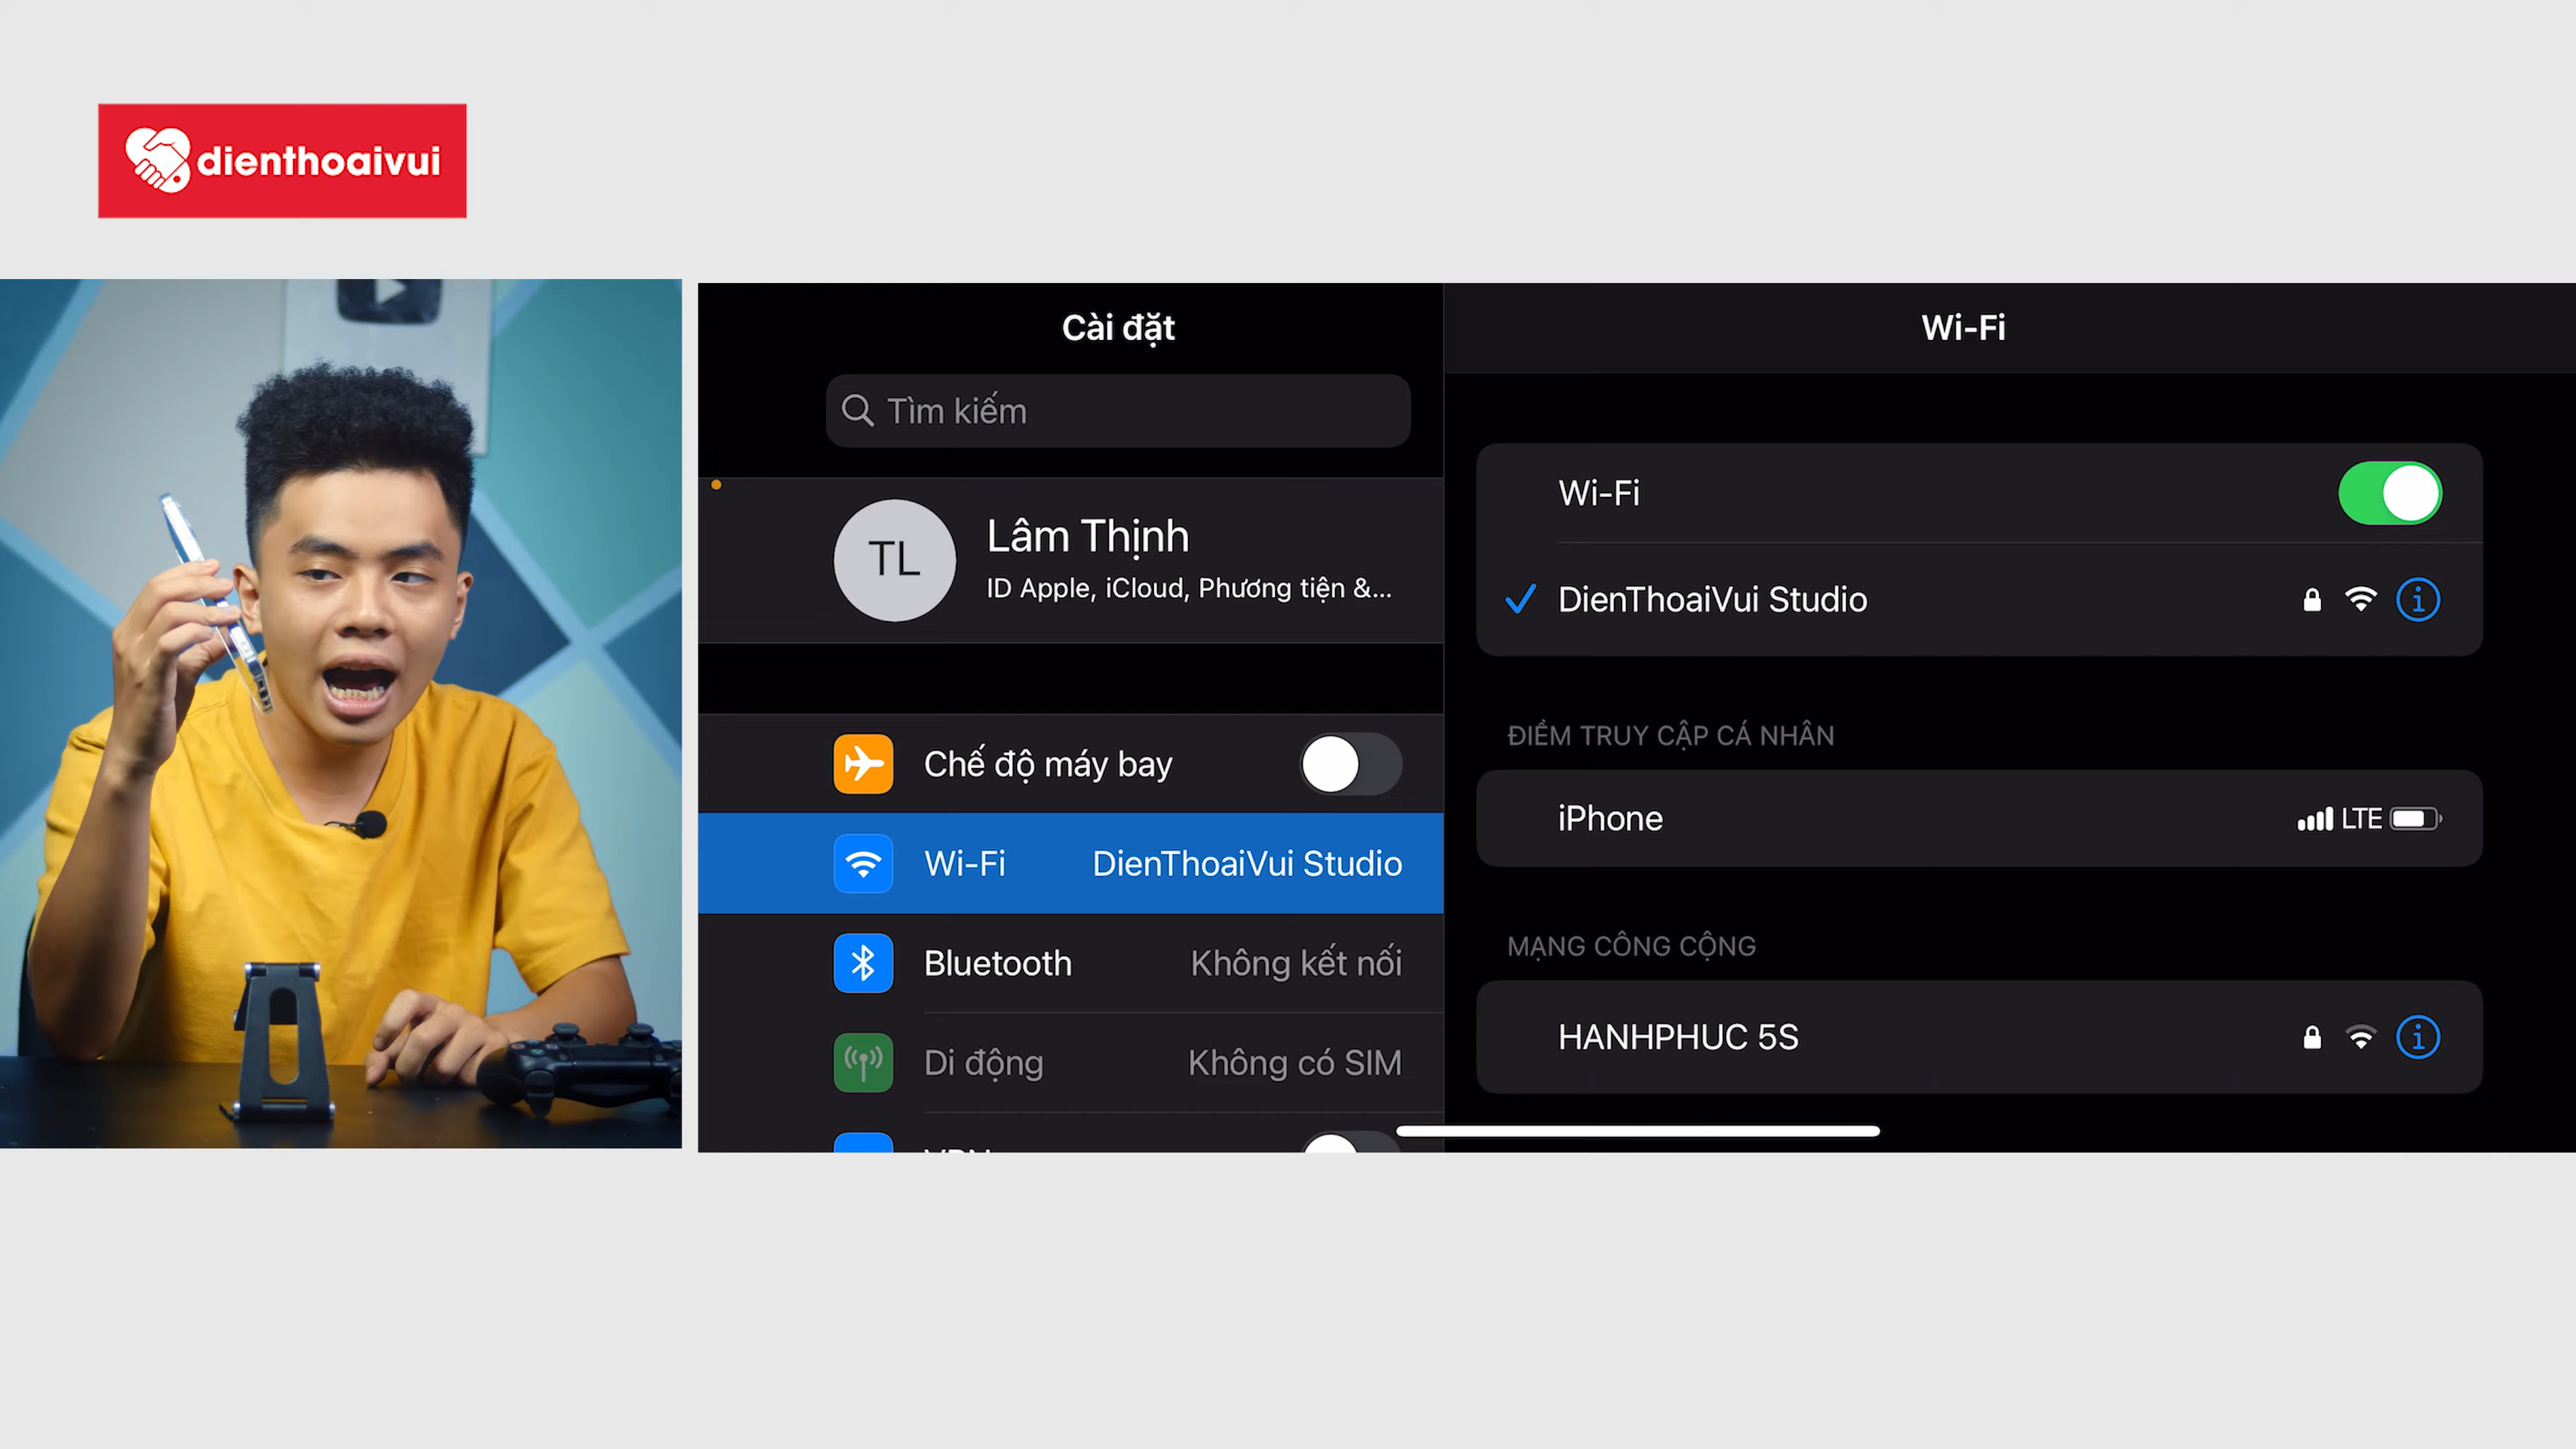 dienthoaivui
Cài đặt
Tìm kiếm
TL
Lâm Thịnh
ID Apple, iCloud, Phương tiện &...
Chế độ máy bay
Wi-Fi DienThoaiVui Studio
Bluetooth Không kết nối
Di động Không có SIM
VPN
Wi-Fi
Wi-Fi
DienThoaiVui Studio
ĐIỂM TRUY CẬP CÁ NHÂN
iPhone LTE
MẠNG CÔNG CỘNG
HANHPHUC 5S